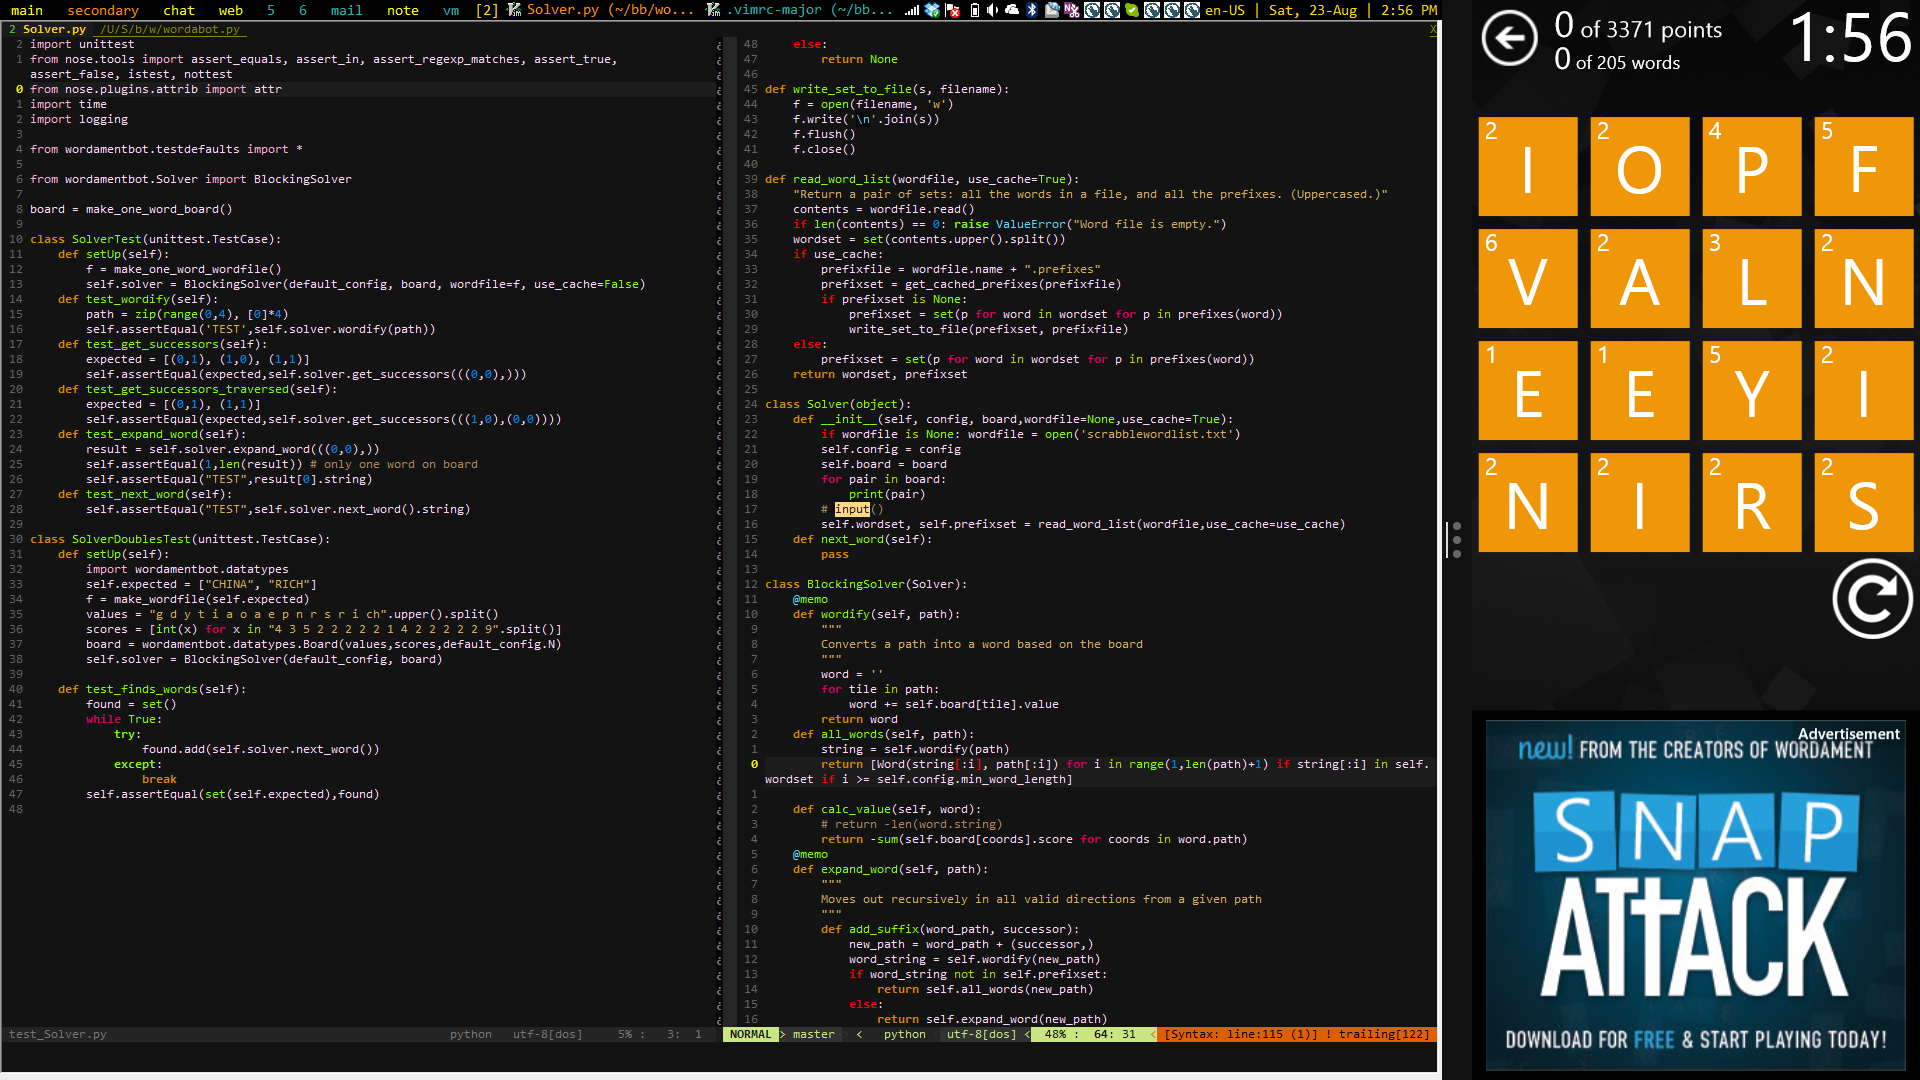 main secondary chat web 5 6 mail note vm [2] Solver.py (~/bb/wo... .vimrc-major (~/bb... en-US | Sat, 23-Aug | 2:56 PM
2 Solver.py /U/S/b/w/wordabot.py X
2 import unittest
1 from nose.tools import assert_equals, assert_in, assert_regexp_matches, assert_true,
assert_false, istest, nottest
0 from nose.plugins.attrib import attr
1 import time
2 import logging
3
4 from wordamentbot.testdefaults import *
5
6 from wordamentbot.Solver import BlockingSolver
7
8 board = make_one_word_board()
9
10 class SolverTest(unittest.TestCase):
11     def setUp(self):
12         f = make_one_word_wordfile()
13         self.solver = BlockingSolver(default_config, board, wordfile=f, use_cache=False)
14     def test_wordify(self):
15         path = zip(range(0,4), [0]*4)
16         self.assertEqual('TEST',self.solver.wordify(path))
17     def test_get_successors(self):
18         expected = [(0,1), (1,0), (1,1)]
19         self.assertEqual(expected,self.solver.get_successors(((0,0),)))
20     def test_get_successors_traversed(self):
21         expected = [(0,1), (1,1)]
22         self.assertEqual(expected,self.solver.get_successors(((1,0),(0,0))))
23     def test_expand_word(self):
24         result = self.solver.expand_word(((0,0),))
25         self.assertEqual(1,len(result)) # only one word on board
26         self.assertEqual("TEST",result[0].string)
27     def test_next_word(self):
28         self.assertEqual("TEST",self.solver.next_word().string)
29
30 class SolverDoublesTest(unittest.TestCase):
31     def setUp(self):
32         import wordamentbot.datatypes
33         self.expected = ["CHINA", "RICH"]
34         f = make_wordfile(self.expected)
35         values = "g d y t i a o a e p n r s r i ch".upper().split()
36         scores = [int(x) for x in "4 3 5 2 2 2 2 2 1 4 2 2 2 2 2 9".split()]
37         board = wordamentbot.datatypes.Board(values,scores,default_config.N)
38         self.solver = BlockingSolver(default_config, board)
39
40     def test_finds_words(self):
41         found = set()
42         while True:
43             try:
44                 found.add(self.solver.next_word())
45             except:
46                 break
47         self.assertEqual(set(self.expected),found)
48
test_Solver.py python utf-8[dos] 5% : 3: 1
48     else:
47         return None
46
45 def write_set_to_file(s, filename):
44     f = open(filename, 'w')
43     f.write('\n'.join(s))
42     f.flush()
41     f.close()
40
39 def read_word_list(wordfile, use_cache=True):
38     "Return a pair of sets: all the words in a file, and all the prefixes. (Uppercased.)"
37     contents = wordfile.read()
36     if len(contents) == 0: raise ValueError("Word file is empty.")
35     wordset = set(contents.upper().split())
34     if use_cache:
33         prefixfile = wordfile.name + ".prefixes"
32         prefixset = get_cached_prefixes(prefixfile)
31         if prefixset is None:
30             prefixset = set(p for word in wordset for p in prefixes(word))
29             write_set_to_file(prefixset, prefixfile)
28     else:
27         prefixset = set(p for word in wordset for p in prefixes(word))
26     return wordset, prefixset
25
24 class Solver(object):
23     def __init__(self, config, board,wordfile=None,use_cache=True):
22         if wordfile is None: wordfile = open('scrabblewordlist.txt')
21         self.config = config
20         self.board = board
19         for pair in board:
18             print(pair)
17         # input()
16         self.wordset, self.prefixset = read_word_list(wordfile,use_cache=use_cache)
15     def next_word(self):
14         pass
13
12 class BlockingSolver(Solver):
11     @memo
10     def wordify(self, path):
9         """
8         Converts a path into a word based on the board
7         """
6         word = ''
5         for tile in path:
4             word += self.board[tile].value
3         return word
2     def all_words(self, path):
1         string = self.wordify(path)
0         return [Word(string[:i], path[:i]) for i in range(1,len(path)+1) if string[:i] in self.
wordset if i >= self.config.min_word_length]
1
2     def calc_value(self, word):
3         # return -len(word.string)
4         return -sum(self.board[coords].score for coords in word.path)
5     @memo
6     def expand_word(self, path):
7         """
8         Moves out recursively in all valid directions from a given path
9         """
10         def add_suffix(word_path, successor):
11             new_path = word_path + (successor,)
12             word_string = self.wordify(new_path)
13             if word_string not in self.prefixset:
14                 return self.all_words(new_path)
15             else:
16                 return self.expand_word(new_path)
NORMAL > master < python utf-8[dos] < 48% : 64: 31 < [Syntax: line:115 (1)] ! trailing[122]
0 of 3371 points
0 of 205 words
1:56
2 I 2 O 4 P 5 F
6 V 2 A 3 L 2 N
1 E 1 E 5 Y 2 I
2 N 2 I 2 R 2 S
Advertisement
new! FROM THE CREATORS OF WORDAMENT
SNAP
ATTACK
DOWNLOAD FOR FREE & START PLAYING TODAY!